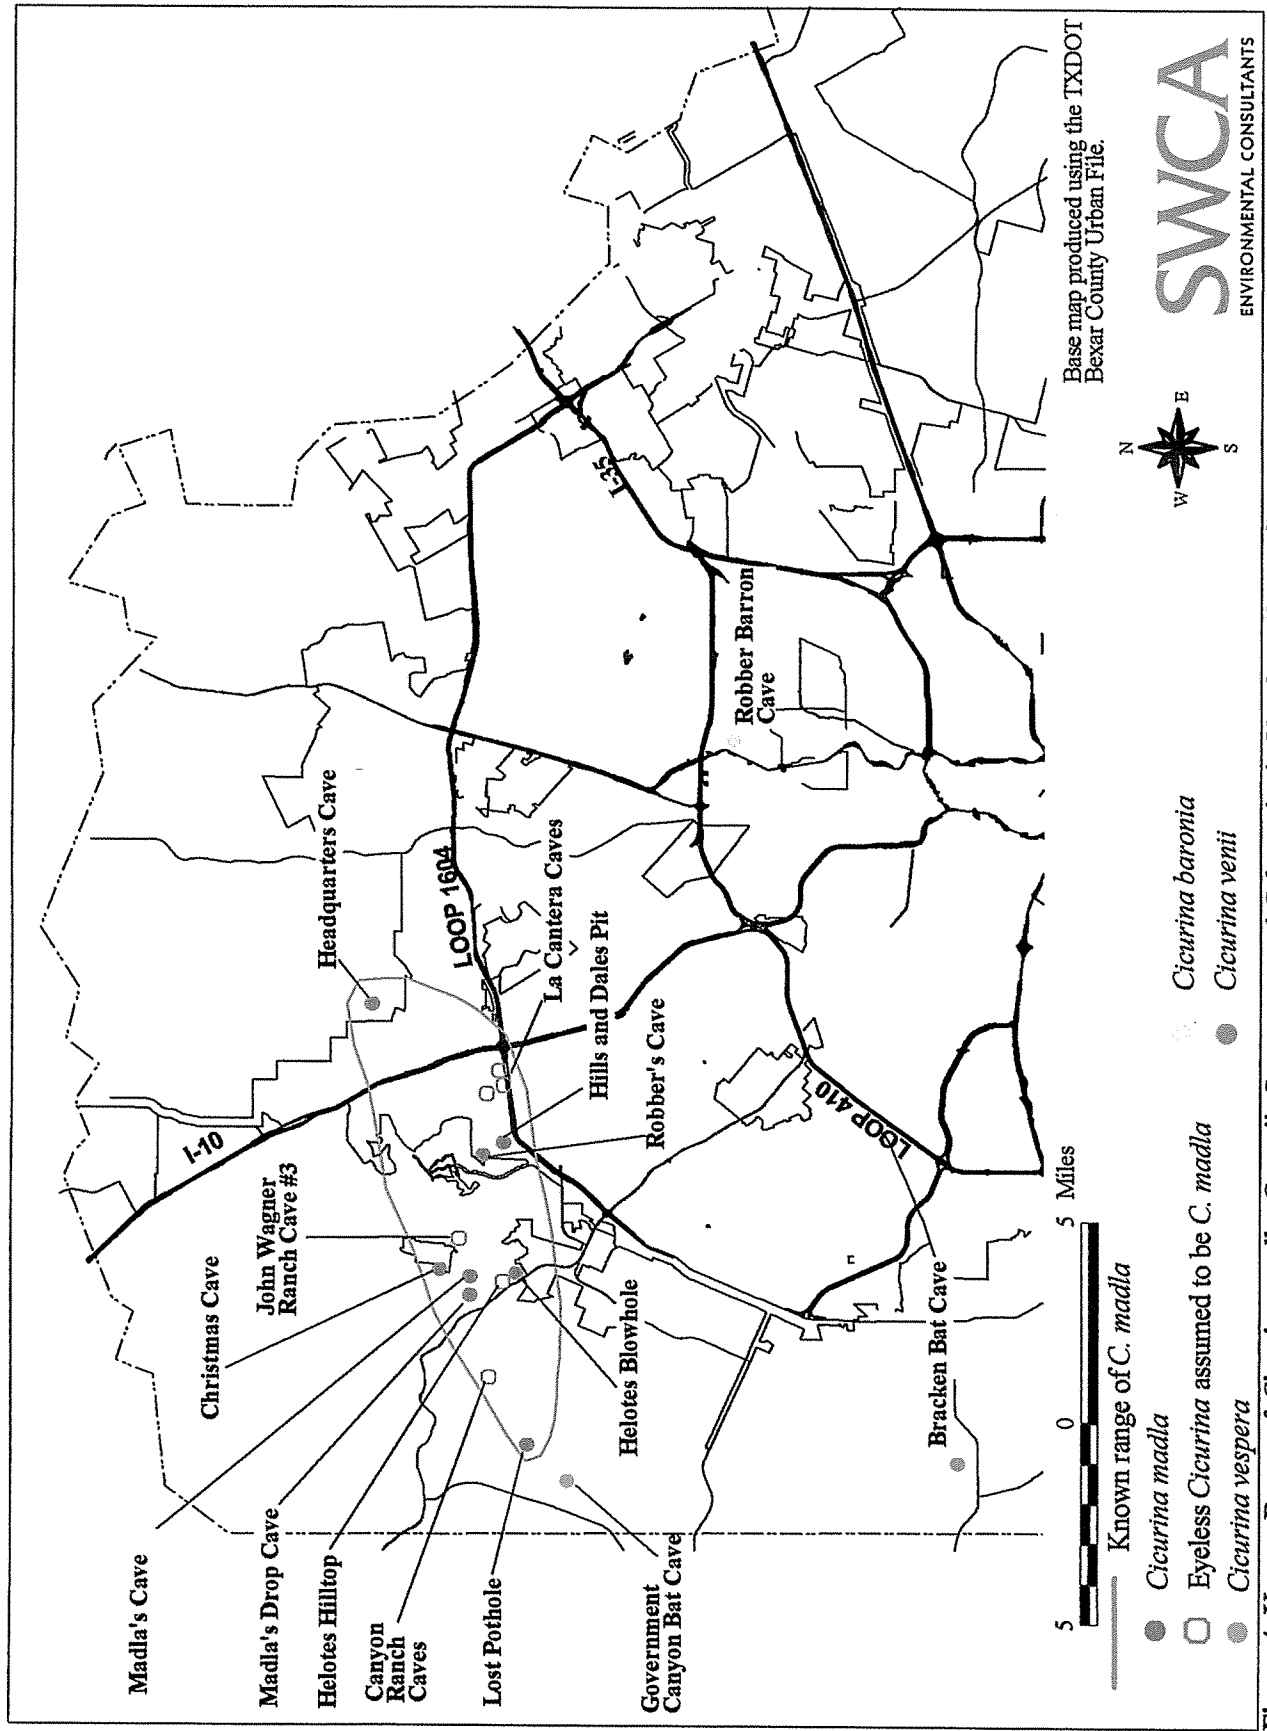 Madla's Cave
Christmas Cave
John Wagner
Ranch Cave #3
Headquarters Cave
Madla's Drop Cave
Helotes Hilltop
Canyon
Ranch
Caves
Lost Pothole
Government
Canyon Bat Cave
I-10
LOOP 1604
La Cantera Caves
Hills and Dales Pit
Robber's Cave
Helotes Blowhole
Bracken Bat Cave
LOOP 410
Robber Barron
Cave
I-35
5
0
5
Miles
Known range of C. madla
Cicurina madla
Eyeless Cicurina assumed to be C. madla
Cicurina vespera
Cicurina baronia
Cicurina venii
N
W
E
S
Base map produced using the TXDOT
Bexar County Urban File.
SWCA
ENVIRONMENTAL CONSULTANTS